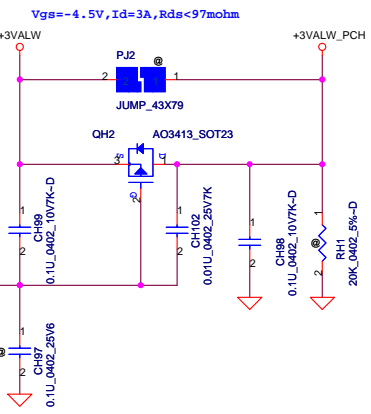 Vgs=-4.5V,Id=3A,Rds<97mohm
+3VALW
+3VALW_PCH
PJ2
@
2
1
JUMP_43X79
QH2
AO3413_SOT23
S
D
3
1
G
2
1
2
CH99
0.1U_0402_10V7K~D
1
2
CH102
0.01U_0402_25V7K
1
2
CH98
0.1U_0402_10V7K~D
1
2
@
RH1
20K_0402_5%~D
@
1
2
CH97
0.1U_0402_25V6